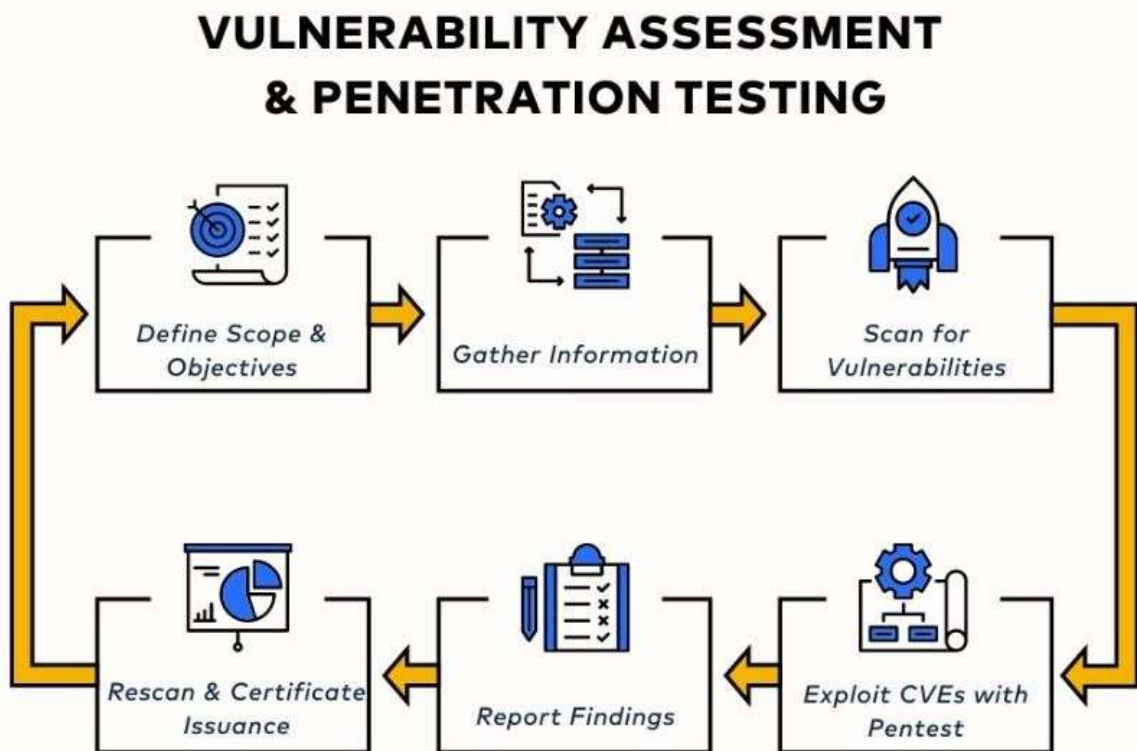 VULNERABILITY ASSESSMENT
& PENETRATION TESTING
Define Scope &
Objectives
Gather Information
Scan for
Vulnerabilities
Rescan & Certificate
Issuance
Report Findings
Exploit CVEs with
Pentest